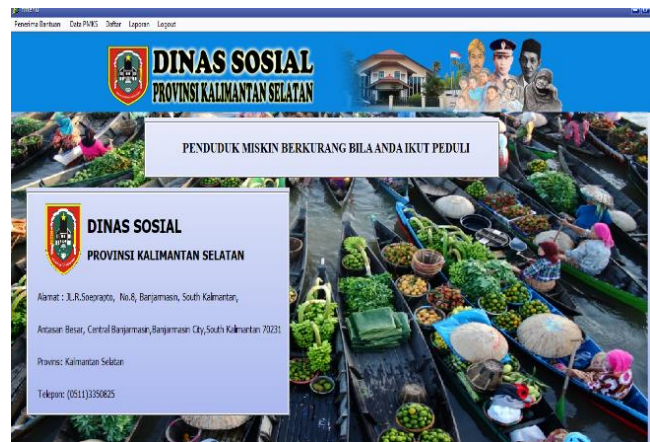 Penerima Bantuan Data PMKS Daftar Laporan Logout
DINAS SOSIAL
PROVINSI KALIMANTAN SELATAN
PENDUDUK MISKIN BERKURANG BILA ANDA IKUT PEDULI
DINAS SOSIAL
PROVINSI KALIMANTAN SELATAN
Alamat : JL.R.Soeprapto, No.8, Banjarmasin, South Kalimantan,
Antasan Besar, Central Banjarmasin,Banjarmasin City,South Kalimantan 70231
Provinsi: Kalimantan Selatan
Telepon: (0511)3350825